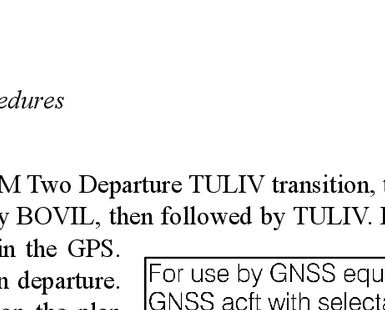 edures
M Two Departure TULIV transition, t
y BOVIL, then followed by TULIV. I
in the GPS.
n departure.
on the plan
For use by GNSS equ
GNSS acft with selecta